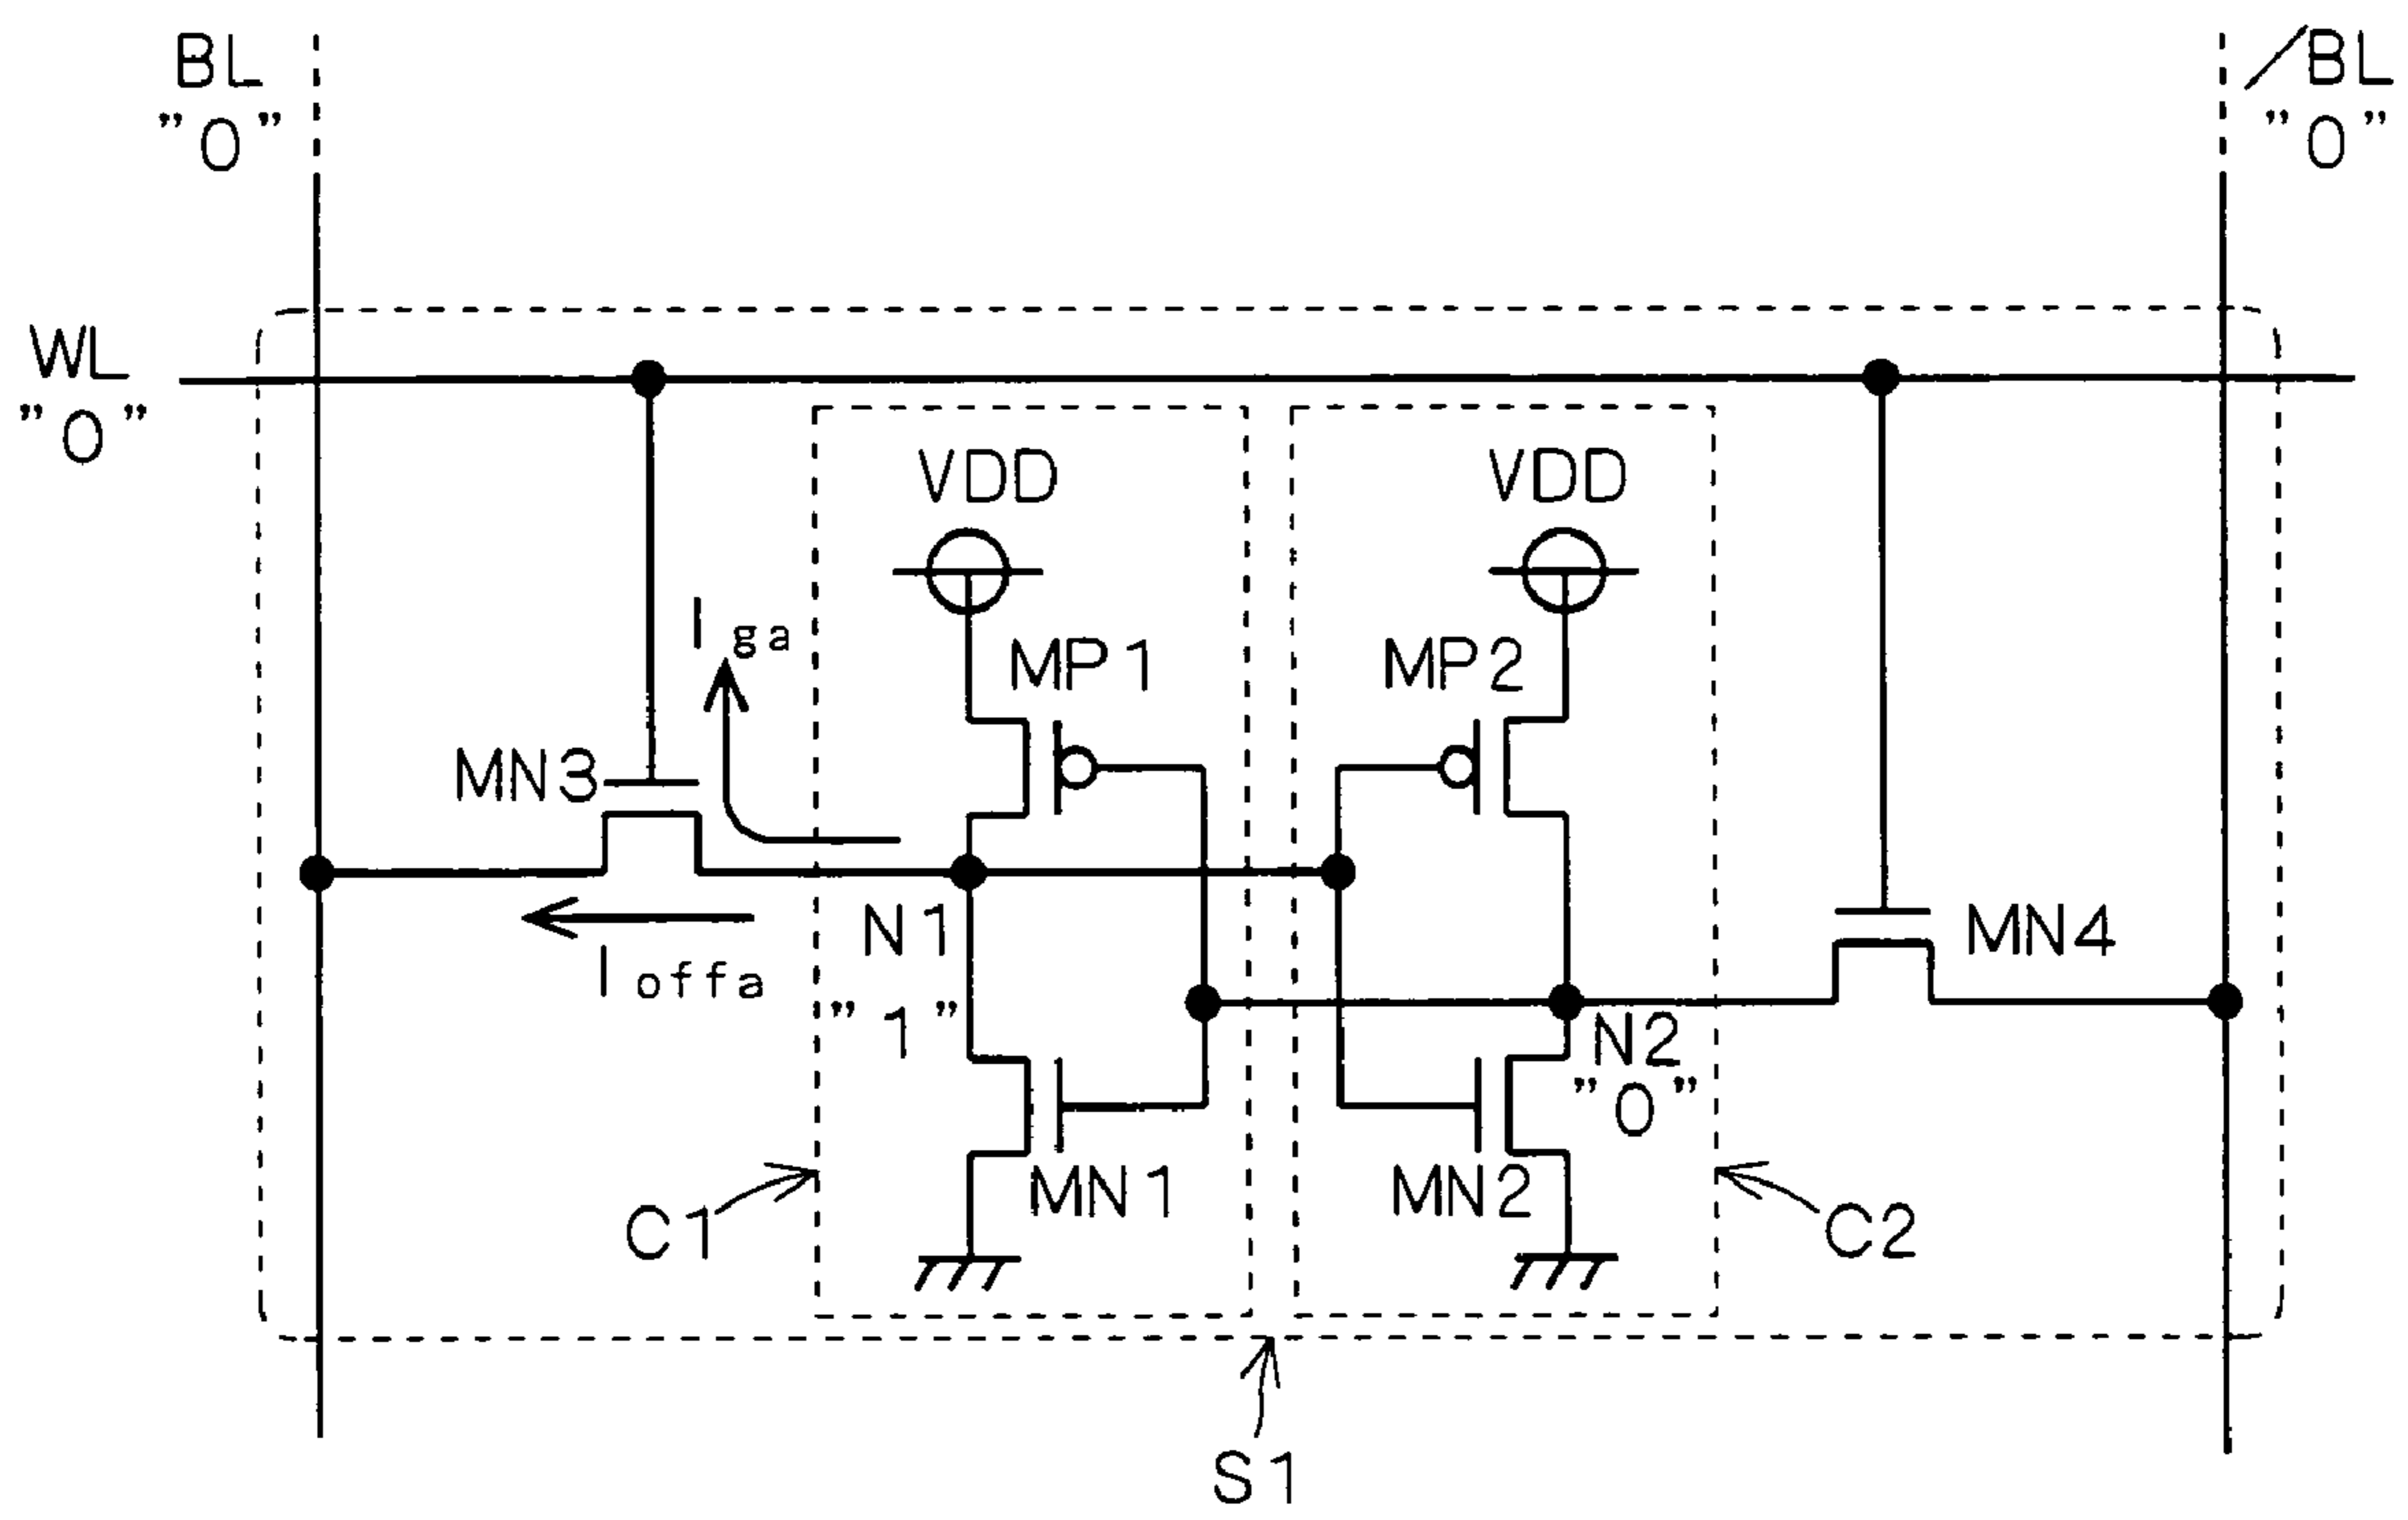 BL
"0"
/BL
"0"
WL
"0"
VDD
VDD
Iga
MP1
MP2
MN3
N1
"1"
MN4
Ioffa
N2
"0"
MN1
MN2
C1
C2
S1